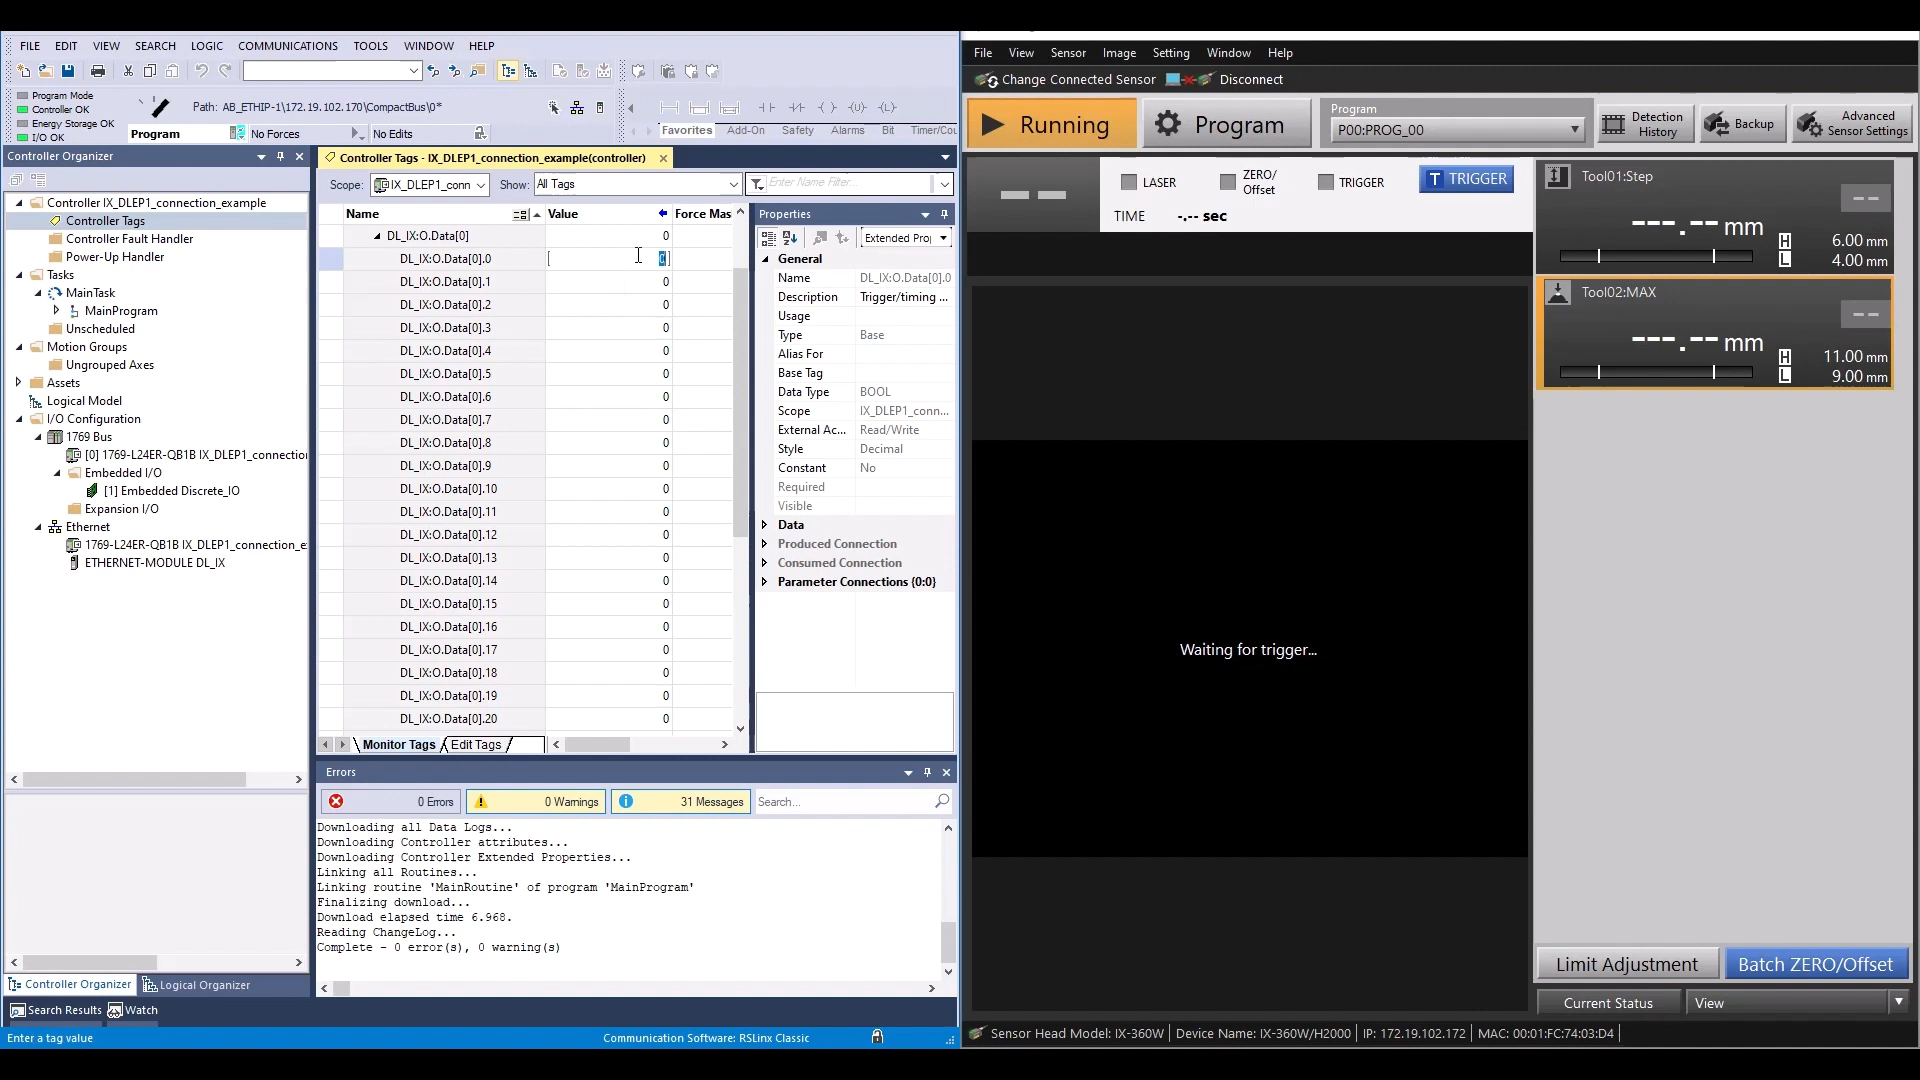 FILE EDIT VIEW SEARCH LOGIC COMMUNICATIONS TOOLS WINDOW HELP
Program Mode
Controller OK
Energy Storage OK
I/O OK
Path: AB_ETHIP-1\172.19.102.170\CompactBus\0*
Program No Forces No Edits
Favorites Add-On Safety Alarms Bit Timer/Cou
Controller Organizer
Controller IX_DLEP1_connection_example
Controller Tags
Controller Fault Handler
Power-Up Handler
Tasks
MainTask
MainProgram
Unscheduled
Motion Groups
Ungrouped Axes
Assets
Logical Model
I/O Configuration
1769 Bus
[0] 1769-L24ER-QB1B IX_DLEP1_connectio
Embedded I/O
[1] Embedded Discrete_IO
Expansion I/O
Ethernet
1769-L24ER-QB1B IX_DLEP1_connection_e
ETHERNET-MODULE DL_IX
Controller Organizer Logical Organizer
Search Results Watch
Enter a tag value
Communication Software: RSLinx Classic
Controller Tags - IX_DLEP1_connection_example(controller)
Scope: IX_DLEP1_conn Show: All Tags Enter Name Filter...
Name Value Force Mas
DL_IX:O.Data[0] 0
DL_IX:O.Data[0].0 0
DL_IX:O.Data[0].1 0
DL_IX:O.Data[0].2 0
DL_IX:O.Data[0].3 0
DL_IX:O.Data[0].4 0
DL_IX:O.Data[0].5 0
DL_IX:O.Data[0].6 0
DL_IX:O.Data[0].7 0
DL_IX:O.Data[0].8 0
DL_IX:O.Data[0].9 0
DL_IX:O.Data[0].10 0
DL_IX:O.Data[0].11 0
DL_IX:O.Data[0].12 0
DL_IX:O.Data[0].13 0
DL_IX:O.Data[0].14 0
DL_IX:O.Data[0].15 0
DL_IX:O.Data[0].16 0
DL_IX:O.Data[0].17 0
DL_IX:O.Data[0].18 0
DL_IX:O.Data[0].19 0
DL_IX:O.Data[0].20 0
Monitor Tags Edit Tags
Properties
Extended Proj
General
Name DL_IX:O.Data[0].0
Description Trigger/timing ...
Usage
Type Base
Alias For
Base Tag
Data Type BOOL
Scope IX_DLEP1_conn...
External Ac... Read/Write
Style Decimal
Constant No
Required
Visible
Data
Produced Connection
Consumed Connection
Parameter Connections {0:0}
Errors
0 Errors 0 Warnings 31 Messages Search...
Downloading all Data Logs...
Downloading Controller attributes...
Downloading Controller Extended Properties...
Linking all Routines...
Linking routine 'MainRoutine' of program 'MainProgram'
Finalizing download...
Download elapsed time 6.968.
Reading ChangeLog...
Complete - 0 error(s), 0 warning(s)
File View Sensor Image Setting Window Help
Change Connected Sensor Disconnect
Running Program
Program
P00:PROG_00
Detection History
Backup
Advanced Sensor Settings
-- LASER ZERO/Offset TRIGGER T TRIGGER
TIME -.-- sec
Waiting for trigger...
Tool01:Step
--
---.-- mm
H 6.00 mm
L 4.00 mm
Tool02:MAX
--
---.-- mm
H 11.00 mm
L 9.00 mm
Limit Adjustment Batch ZERO/Offset
Current Status View
Sensor Head Model: IX-360W Device Name: IX-360W/H2000 IP: 172.19.102.172 MAC: 00:01:FC:74:03:D4